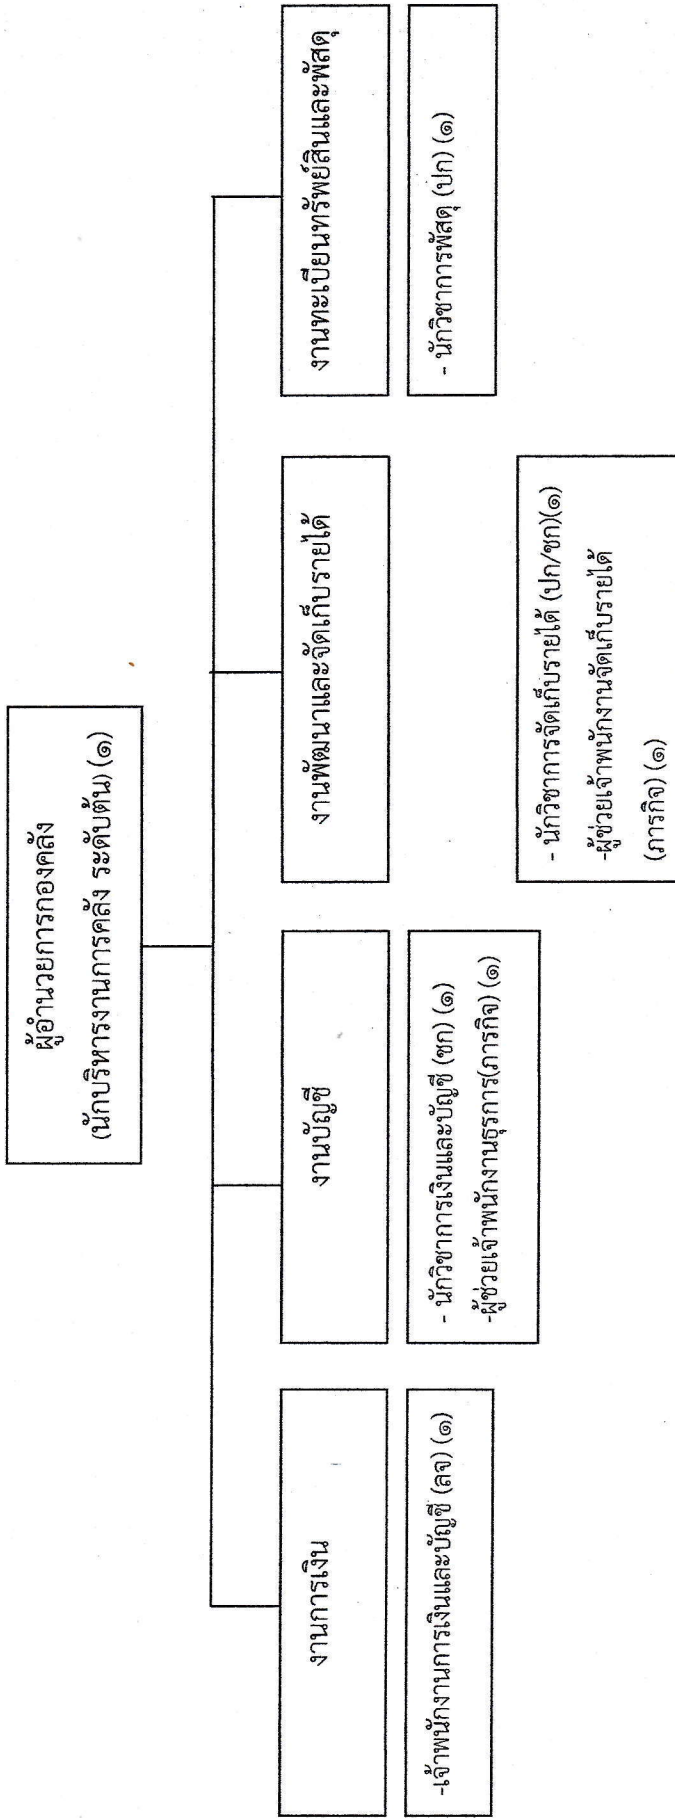 ผู้อำนวยการกองคลัง
(นักบริหารงานการคลัง ระดับต้น) (๑)
งานการเงิน
-เจ้าพนักงานการเงินและบัญชี (ลจ) (๑)
งานบัญชี
- นักวิชาการเงินและบัญชี (ชก) (๑)
-ผู้ช่วยเจ้าพนักงานธุรการ(ภารกิจ) (๑)
งานพัฒนาและจัดเก็บรายได้
- นักวิชาการจัดเก็บรายได้ (ปก/ชก)(๑)
-ผู้ช่วยเจ้าพนักงานจัดเก็บรายได้
(ภารกิจ) (๑)
งานทะเบียนทรัพย์สินและพัสดุ
- นักวิชาการพัสดุ (ปก) (๑)